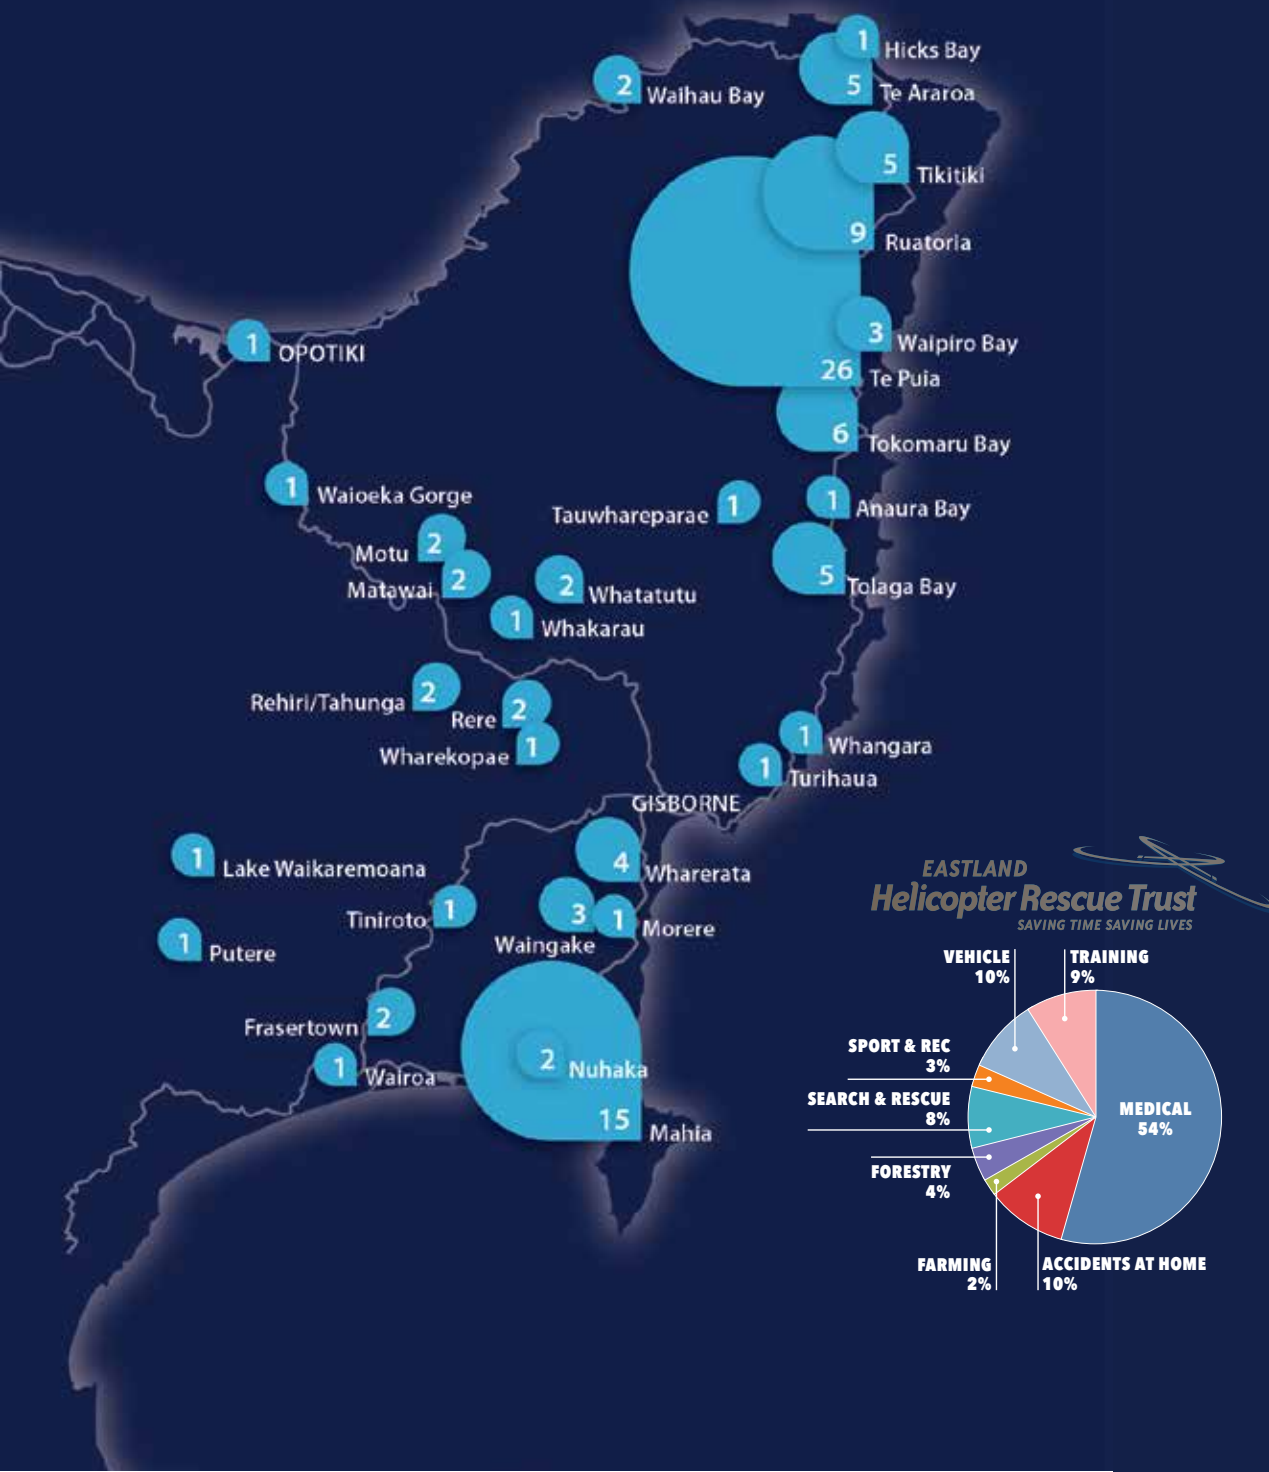 1 Hicks Bay
2 Waihau Bay
5 Te Araroa
5 Tikitiki
9 Ruatoria
3 Waipiro Bay
1 OPOTIKI
26 Te Puia
6 Tokomaru Bay
1 Waioeka Gorge
Tauwhareparae 1
1 Anaura Bay
Motu 2
Matawai 2
2 Whatatutu
5 Tolaga Bay
1 Whakarau
Rehiri/Tahunga 2
Rere 2
Wharekopae 1
1 Whangara
1 Turihaua
GISBORNE
1 Lake Waikaremoana
4 Wharerata
Tiniroto 1
3 Waingake
1 Morere
1 Putere
Frasertown 2
1 Wairoa
2 Nuhaka
15 Mahia
EASTLAND
Helicopter Rescue Trust
SAVING TIME SAVING LIVES
VEHICLE
10%
TRAINING
9%
SPORT & REC
3%
SEARCH & RESCUE
8%
MEDICAL
54%
FORESTRY
4%
FARMING
2%
ACCIDENTS AT HOME
10%